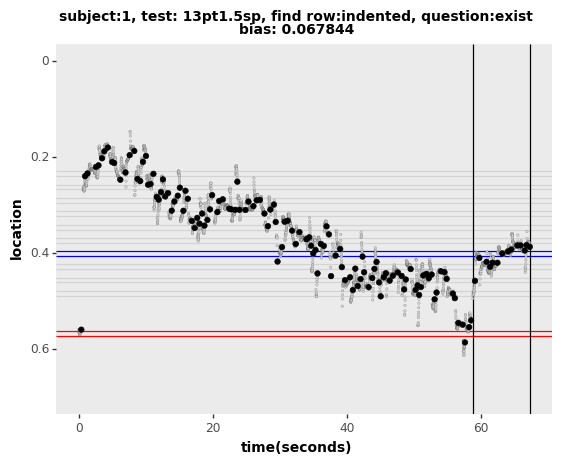 subject:1, test: 13pt1.5sp, find row:indented, question:exist
bias: 0.067844
0
0.2
0.4
0.6
location
0
20
40
60
time(seconds)